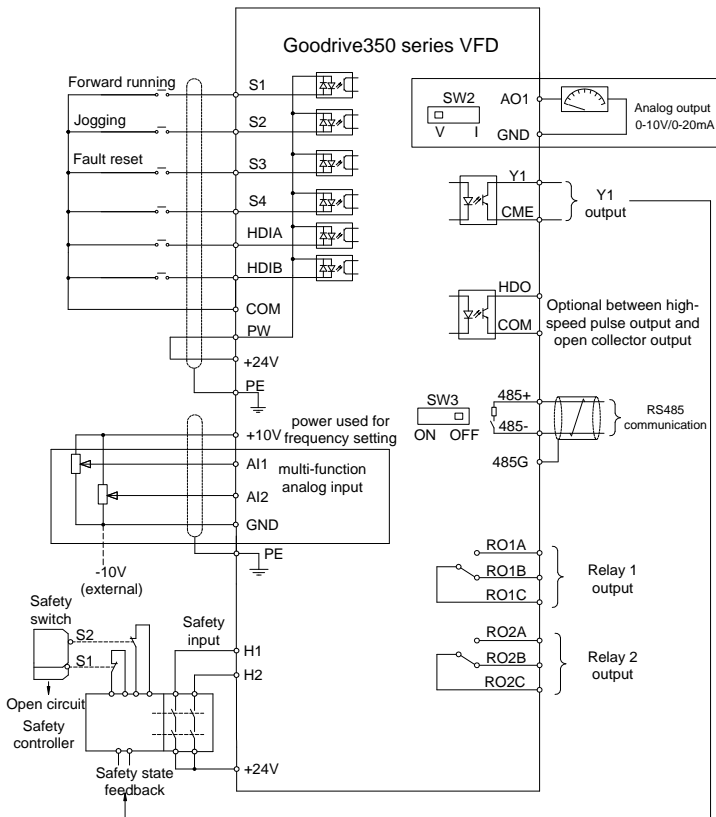 Goodrive350 series VFD
Forward running
S1
Jogging
S2
Fault reset
S3
S4
HDIA
HDIB
COM
PW
+24V
PE
SW2
V I
AO1
GND
Analog output
0-10V/0-20mA
Y1
CME
Y1
output
HDO
COM
Optional between high-
speed pulse output and
open collector output
SW3
ON OFF
485+
485-
485G
RS485
communication
power used for
frequency setting
+10V
AI1
multi-function
analog input
AI2
GND
PE
-10V
(external)
RO1A
RO1B
RO1C
Relay 1
output
RO2A
RO2B
RO2C
Relay 2
output
Safety
switch
S2
S1
Open circuit
Safety
controller
Safety
input
H1
H2
+24V
Safety state
feedback